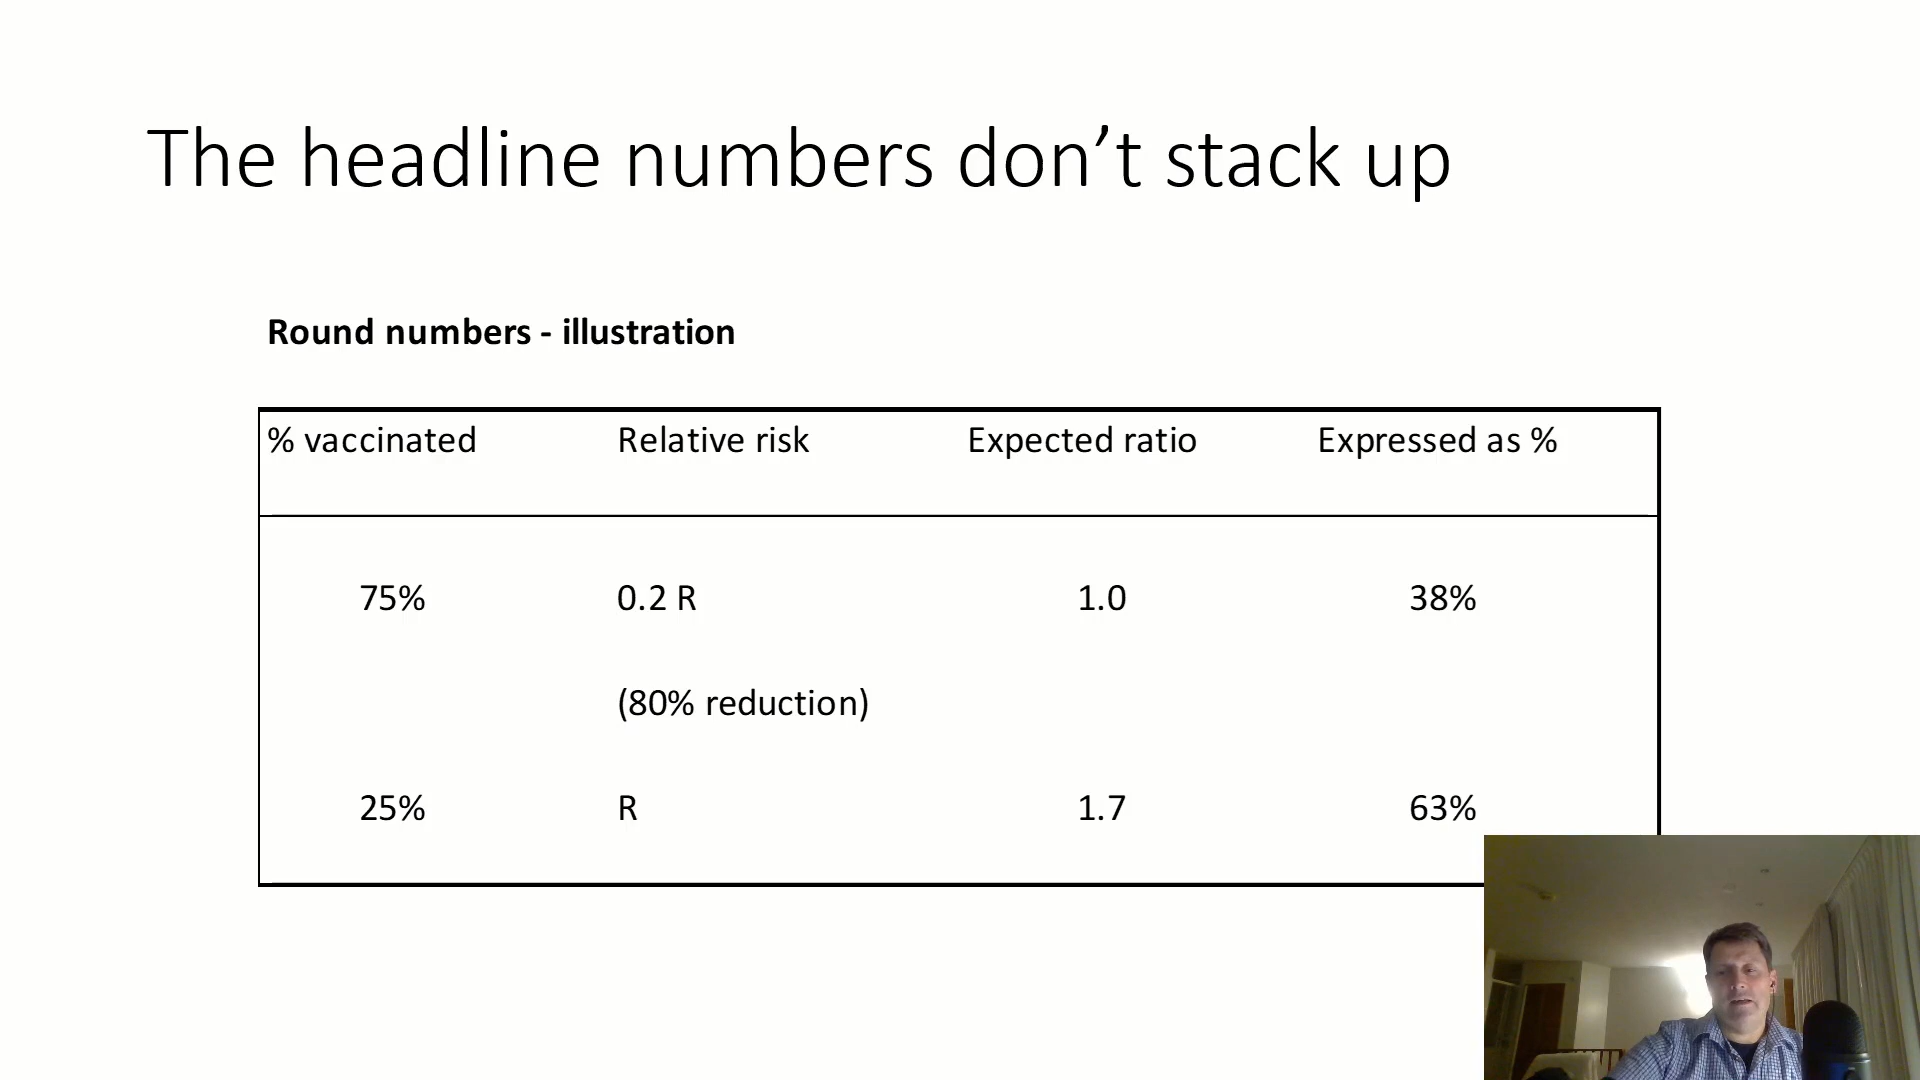 The headline numbers don’t stack up
Round numbers - illustration
% vaccinated Relative risk Expected ratio Expressed as %
75% 0.2 R 1.0 38%
(80% reduction)
25% R 1.7 63%